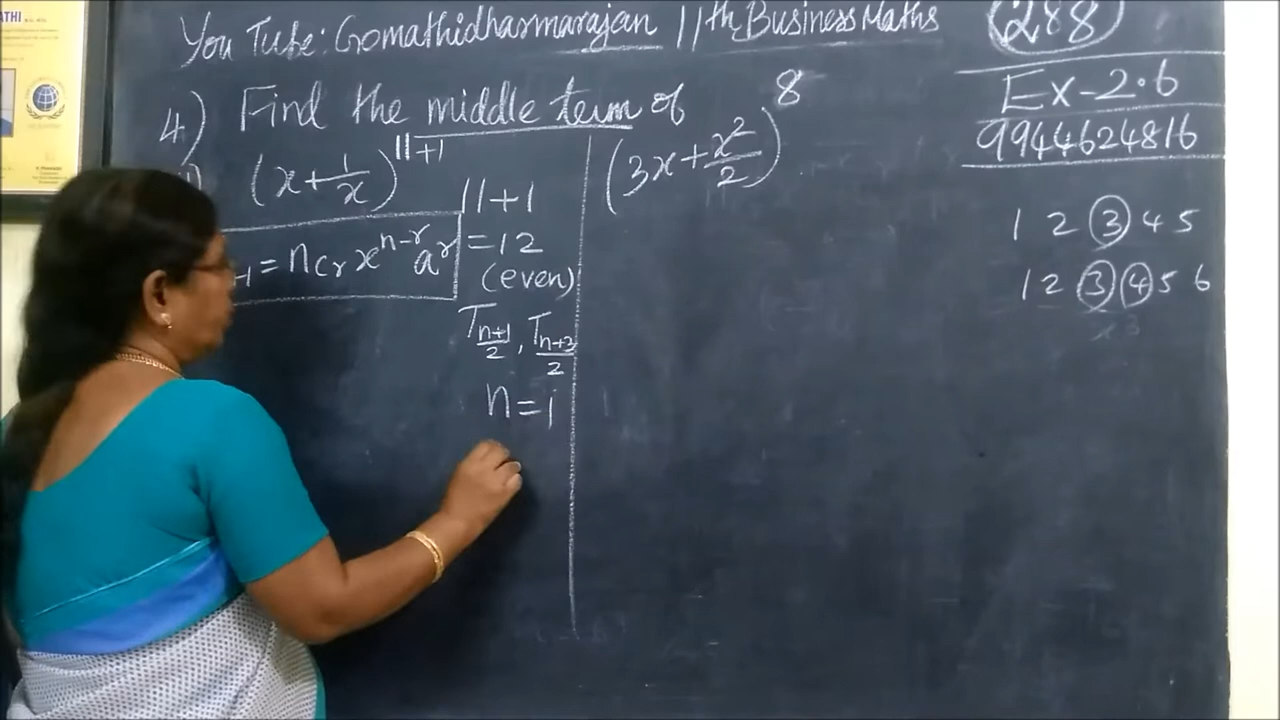 You Tube: Gomathidharmarajan 11th Business Maths
288
Ex-2.6
9944624816
4) Find the middle term of
(x+1/x)^11+1
(3x+x²/2)^8
11+1
=12
(even)
-1 = nCr x^n-r a^r
T n+1/2, T n+3/2
n=1
1 2 3 4 5
1 2 3 4 5 6